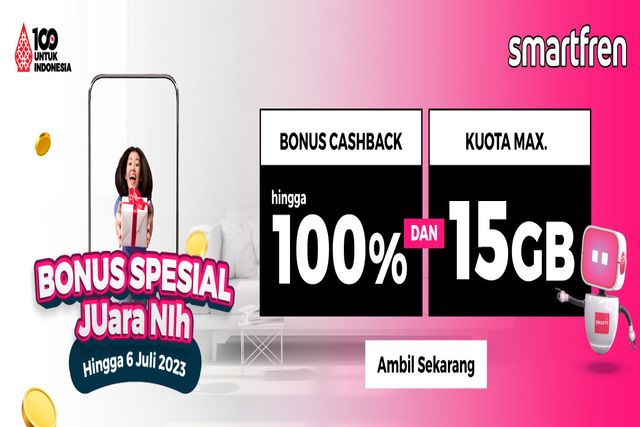 100
UNTUK
INDONESIA
smartfren
BONUS SPESIAL
JUara NIh
Hingga 6 Juli 2023
BONUS CASHBACK
hingga
100%
DAN
KUOTA MAX.
15GB
Ambil Sekarang
SMARTY